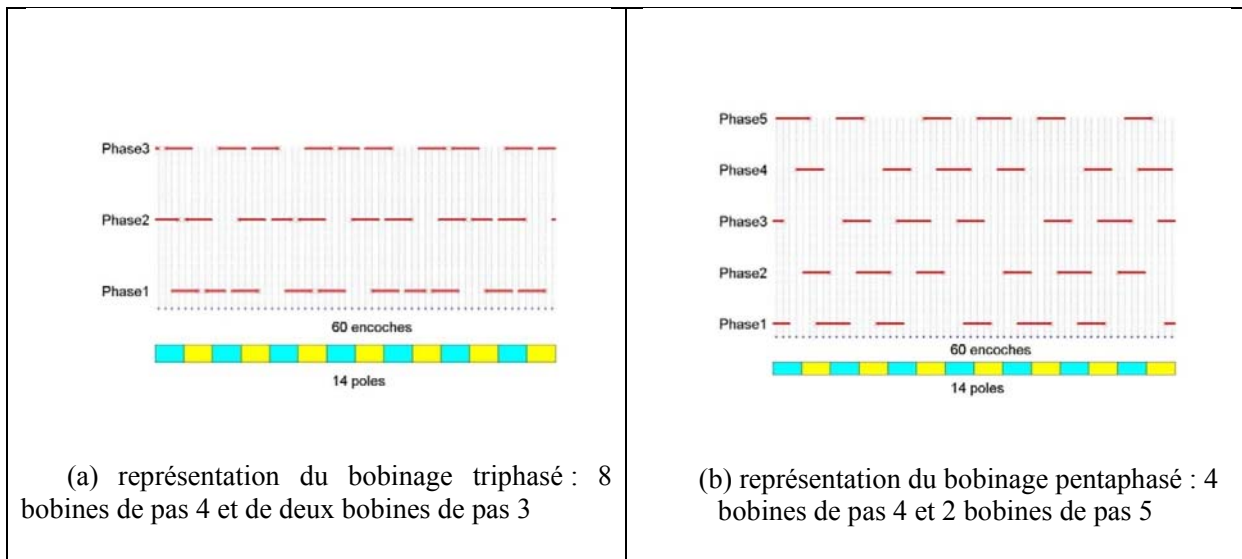 Phase3
Phase2
Phase1
60 encoches
14 poles
(a) représentation du bobinage triphasé : 8
bobines de pas 4 et de deux bobines de pas 3
Phase5
Phase4
Phase3
Phase2
Phase1
60 encoches
14 poles
(b) représentation du bobinage pentaphasé : 4
bobines de pas 4 et 2 bobines de pas 5